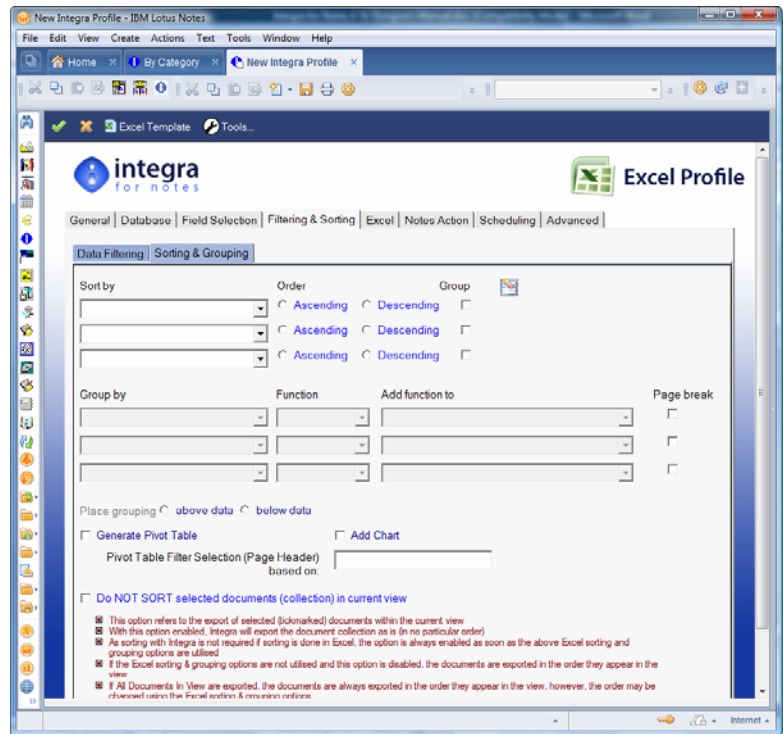 New Integra Profile - IBM Lotus Notes
File Edit View Create Actions Text Tools Window Help
Home By Category New Integra Profile
Excel Template Tools...
integra
for notes
Excel Profile
General Database Field Selection Filtering & Sorting Excel Notes Action Scheduling Advanced
Data Filtering Sorting & Grouping
Sort by Order Group
Ascending Descending
Ascending Descending
Ascending Descending
Group by Function Add function to Page break
Place grouping above data below data
Generate Pivot Table Add Chart
Pivot Table Filter Selection (Page Header)
based on:
Do NOT SORT selected documents (collection) in current view
This option refers to the export of selected (tickmarked) documents within the current view
With this option enabled, Integra will export the document collection as is (in no particular order)
As sorting with Integra is not required if sorting is done in Excel, the option is always enabled as soon as the above Excel sorting and
grouping options are utilised
If the Excel sorting & grouping options are not utilised and this option is disabled, the documents are exported in the order they appear in the
view
If All Documents In View are exported, the documents are always exported in the order they appear in the view, however, the order may be
changed using the Excel sorting & grouping options
Internet